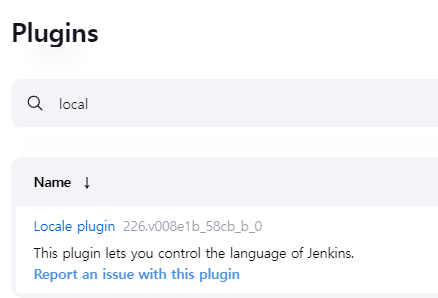 Plugins
local
Name ↓
Locale plugin 226.v008e1b_58cb_b_0
This plugin lets you control the language of Jenkins.
Report an issue with this plugin